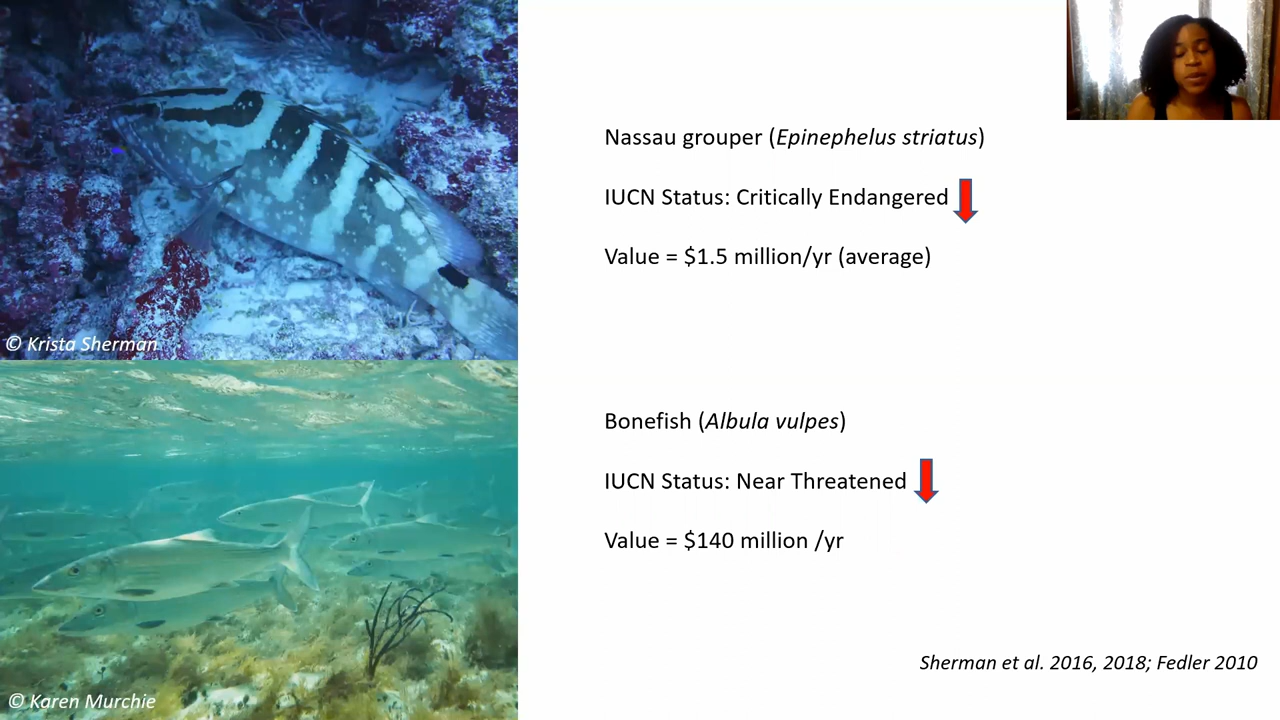 Nassau grouper (Epinephelus striatus)
IUCN Status: Critically Endangered
Value = $1.5 million/yr (average)
© Krista Sherman
Bonefish (Albula vulpes)
IUCN Status: Near Threatened
Value = $140 million /yr
Sherman et al. 2016, 2018; Fedler 2010
© Karen Murchie